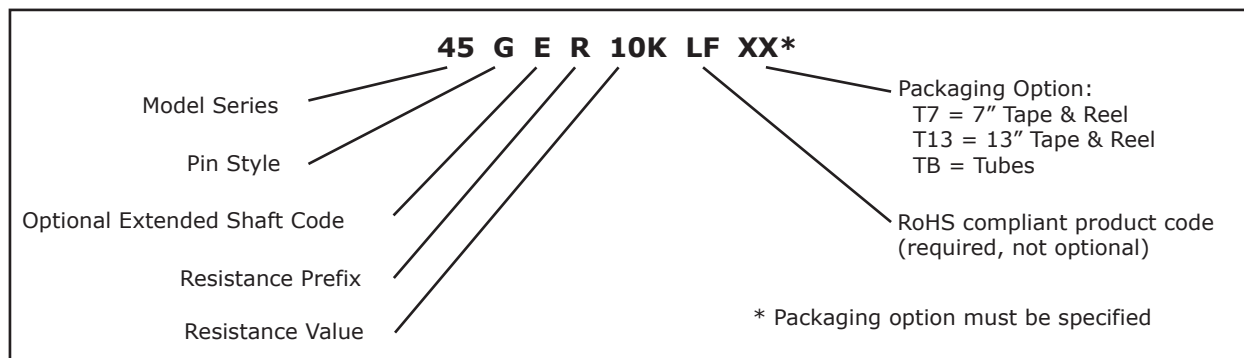 45 G E R 10K LF XX*
Model Series
Pin Style
Optional Extended Shaft Code
Resistance Prefix
Resistance Value
Packaging Option:
T7 = 7” Tape & Reel
T13 = 13” Tape & Reel
TB = Tubes
RoHS compliant product code
(required, not optional)
* Packaging option must be specified